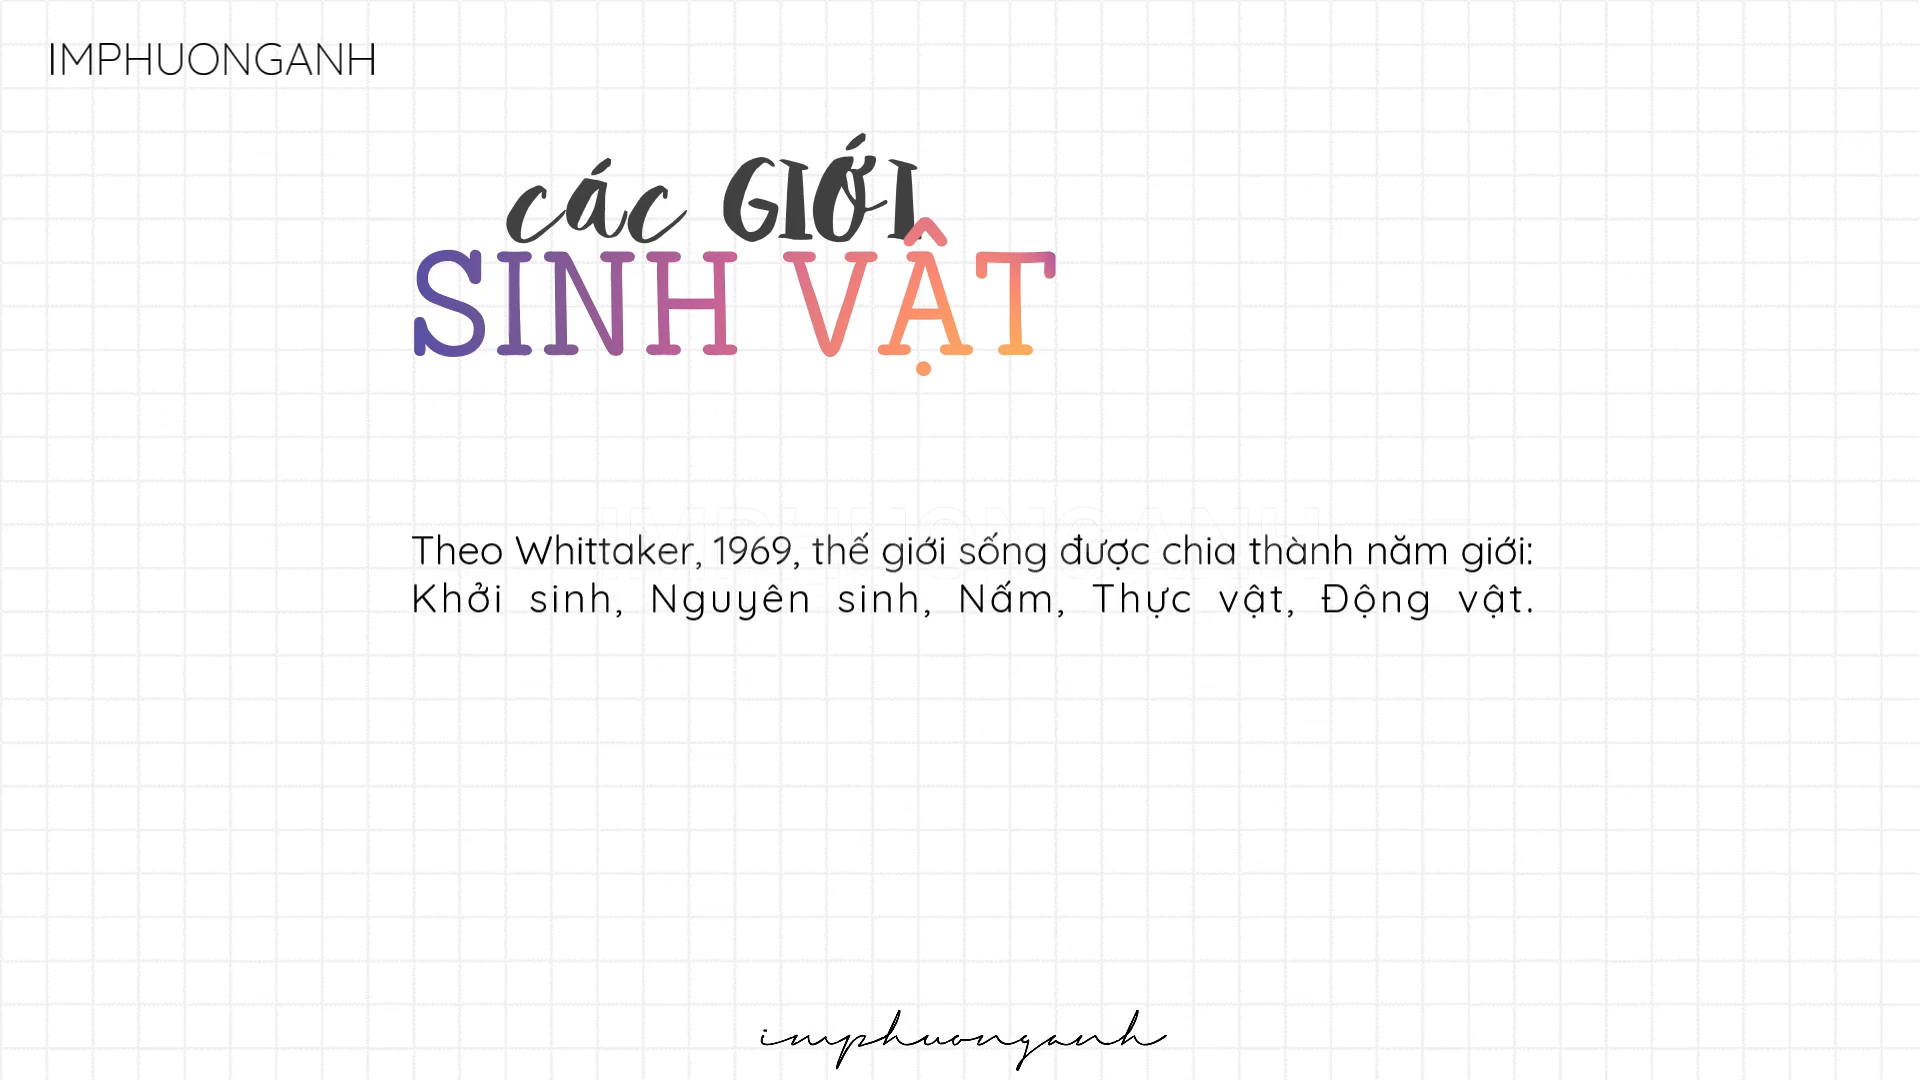 IMPHUONGANH
các GIỚI
SINH VẬT
IMPHUONGANH
Theo Whittaker, 1969, thế giới sống được chia thành năm giới:
Khởi sinh, Nguyên sinh, Nấm, Thực vật, Động vật.
imphuonganh